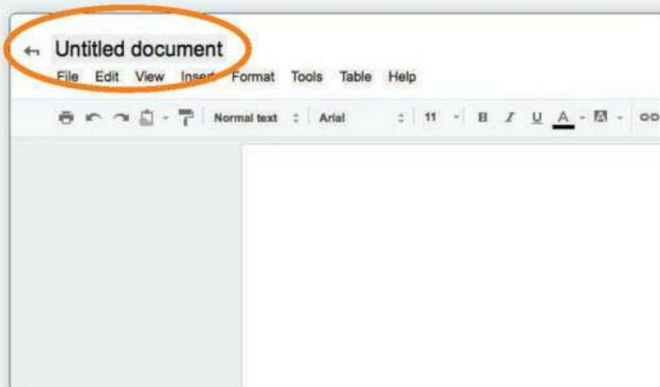 Untitled document
File Edit View Insert Format Tools Table Help
Normal text Arial 11 B I U A A